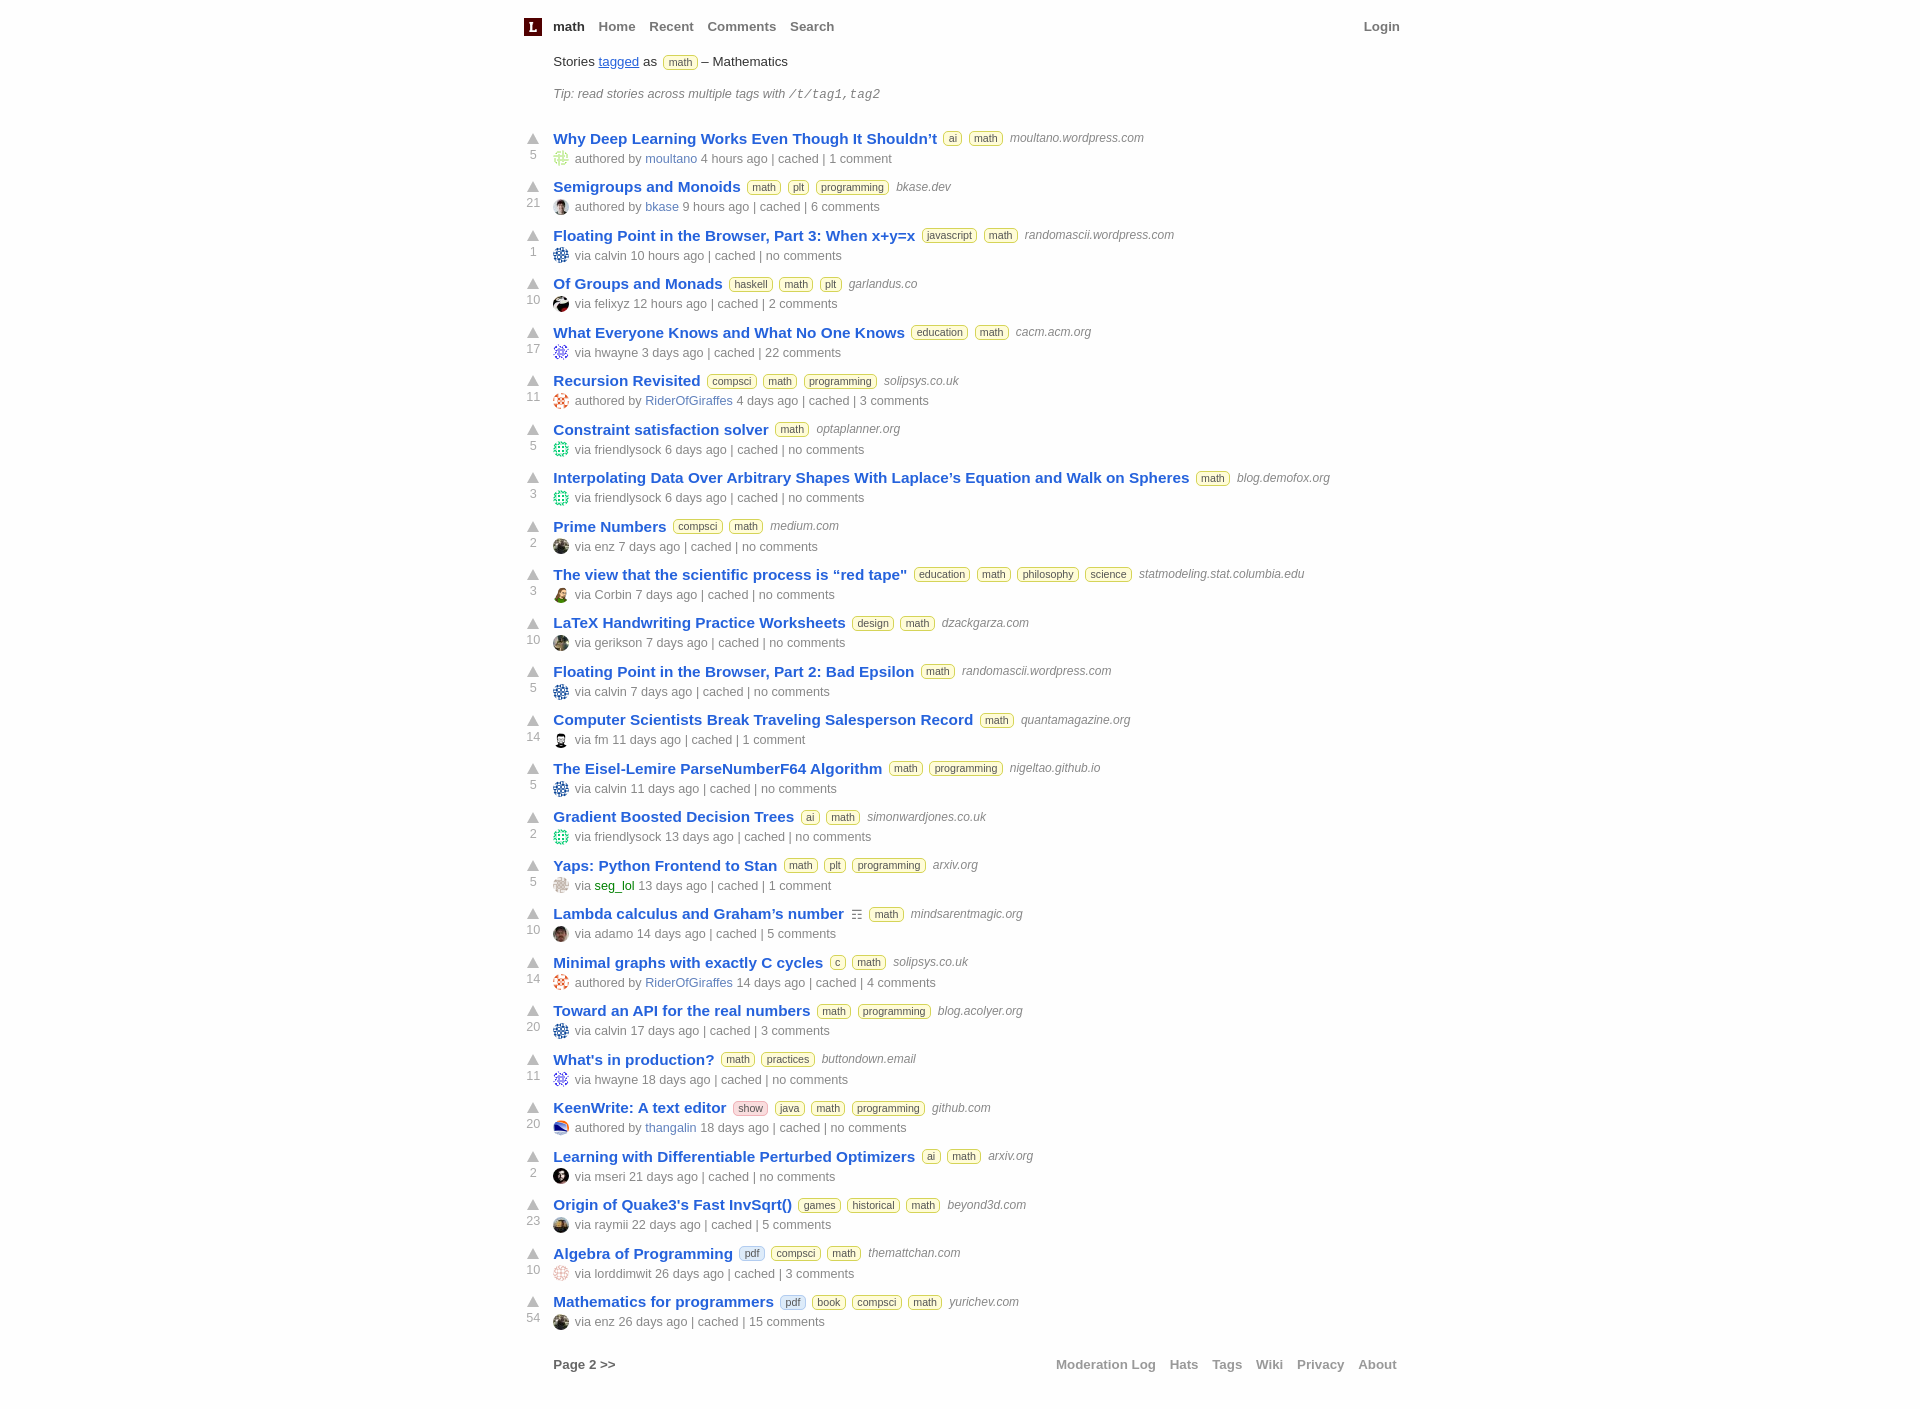 L math Home Recent Comments Search Login
Stories tagged as math – Mathematics
Tip: read stories across multiple tags with /t/tag1,tag2
Why Deep Learning Works Even Though It Shouldn’t ai math moultano.wordpress.com
5 authored by moultano 4 hours ago | cached | 1 comment
Semigroups and Monoids math plt programming bkase.dev
21 authored by bkase 9 hours ago | cached | 6 comments
Floating Point in the Browser, Part 3: When x+y=x javascript math randomascii.wordpress.com
1 via calvin 10 hours ago | cached | no comments
Of Groups and Monads haskell math plt garlandus.co
10 via felixyz 12 hours ago | cached | 2 comments
What Everyone Knows and What No One Knows education math cacm.acm.org
17 via hwayne 3 days ago | cached | 22 comments
Recursion Revisited compsci math programming solipsys.co.uk
11 authored by RiderOfGiraffes 4 days ago | cached | 3 comments
Constraint satisfaction solver math optaplanner.org
5 via friendlysock 6 days ago | cached | no comments
Interpolating Data Over Arbitrary Shapes With Laplace’s Equation and Walk on Spheres math blog.demofox.org
3 via friendlysock 6 days ago | cached | no comments
Prime Numbers compsci math medium.com
2 via enz 7 days ago | cached | no comments
The view that the scientific process is “red tape" education math philosophy science statmodeling.stat.columbia.edu
3 via Corbin 7 days ago | cached | no comments
LaTeX Handwriting Practice Worksheets design math dzackgarza.com
10 via gerikson 7 days ago | cached | no comments
Floating Point in the Browser, Part 2: Bad Epsilon math randomascii.wordpress.com
5 via calvin 7 days ago | cached | no comments
Computer Scientists Break Traveling Salesperson Record math quantamagazine.org
14 via fm 11 days ago | cached | 1 comment
The Eisel-Lemire ParseNumberF64 Algorithm math programming nigeltao.github.io
5 via calvin 11 days ago | cached | no comments
Gradient Boosted Decision Trees ai math simonwardjones.co.uk
2 via friendlysock 13 days ago | cached | no comments
Yaps: Python Frontend to Stan math plt programming arxiv.org
5 via seg_lol 13 days ago | cached | 1 comment
Lambda calculus and Graham’s number ☶ math mindsarentmagic.org
10 via adamo 14 days ago | cached | 5 comments
Minimal graphs with exactly C cycles c math solipsys.co.uk
14 authored by RiderOfGiraffes 14 days ago | cached | 4 comments
Toward an API for the real numbers math programming blog.acolyer.org
20 via calvin 17 days ago | cached | 3 comments
What's in production? math practices buttondown.email
11 via hwayne 18 days ago | cached | no comments
KeenWrite: A text editor show java math programming github.com
20 authored by thangalin 18 days ago | cached | no comments
Learning with Differentiable Perturbed Optimizers ai math arxiv.org
2 via mseri 21 days ago | cached | no comments
Origin of Quake3's Fast InvSqrt() games historical math beyond3d.com
23 via raymii 22 days ago | cached | 5 comments
Algebra of Programming pdf compsci math themattchan.com
10 via lorddimwit 26 days ago | cached | 3 comments
Mathematics for programmers pdf book compsci math yurichev.com
54 via enz 26 days ago | cached | 15 comments
Page 2 >> Moderation Log Hats Tags Wiki Privacy About